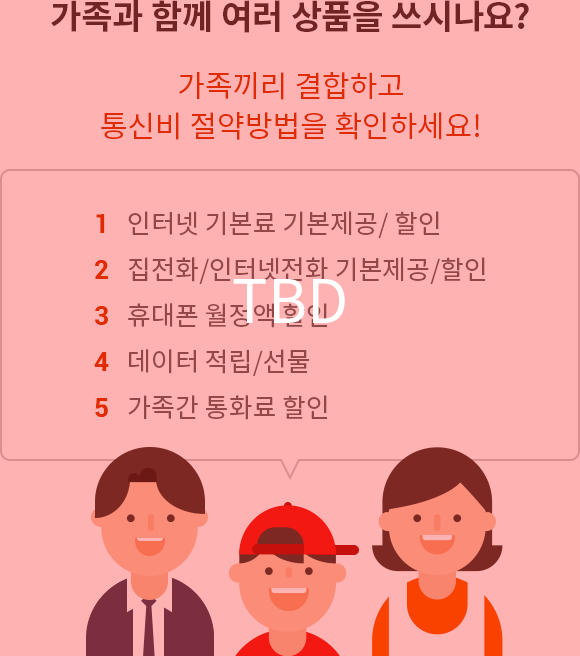 가족과 함께 여러 상품을 쓰시나요?
가족끼리 결합하고
통신비 절약방법을 확인하세요!
1 인터넷 기본료 기본제공/ 할인
2 집전화/인터넷전화 기본제공/할인
TBD
3 휴대폰 월정액 할인
4 데이터 적립/선물
5 가족간 통화료 할인